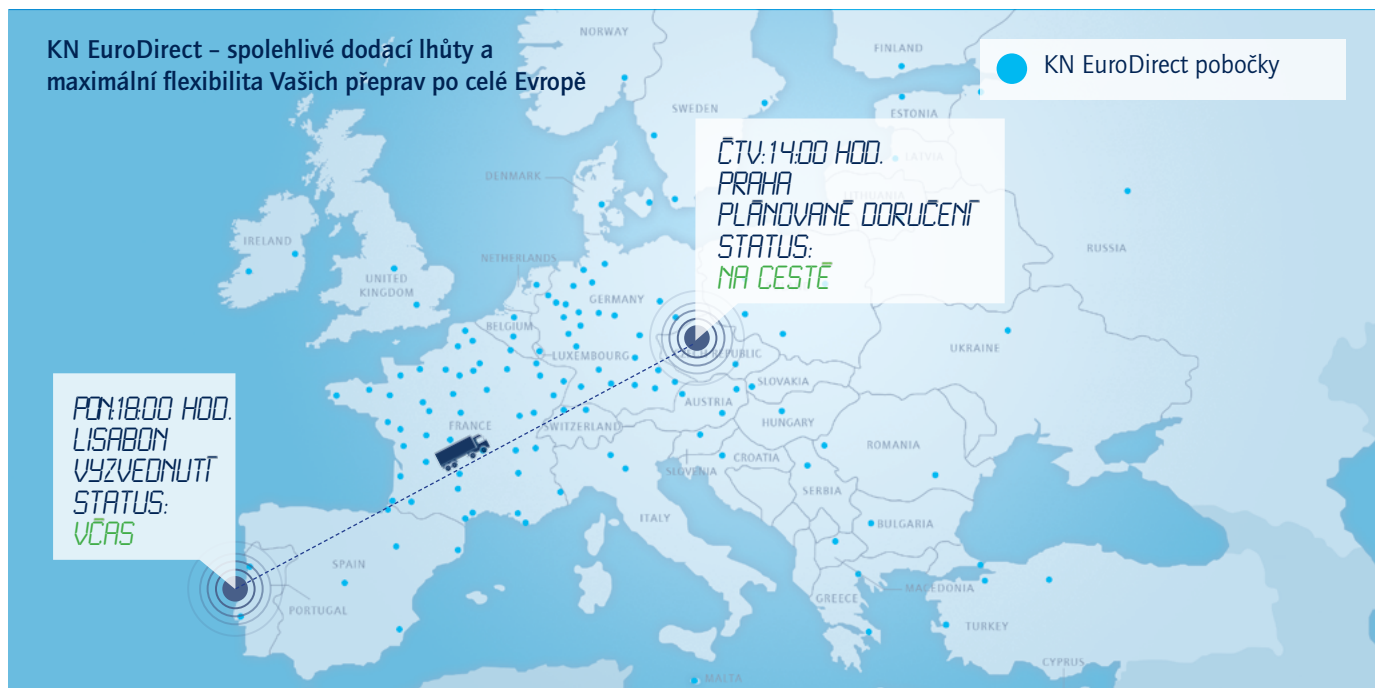 KN EuroDirect – spolehlivé dodací lhůty a
maximální flexibilita Vašich přeprav po celé Evropě
KN EuroDirect pobočky
NORWAY
FINLAND
SWEDEN
ESTONIA
LATVIA
LITHUANIA
DENMARK
ČTV:14:00 HOD.
PRAHA
PLÁNOVANÉ DORUČENÍ
STATUS:
NA CESTĚ
IRELAND
UNITED
KINGDOM
NETHERLANDS
GERMANY
RUSSIA
BELGIUM
LUXEMBOURG
CZECH REPUBLIC
UKRAINE
SLOVAKIA
AUSTRIA
HUNGARY
FRANCE
SWITZERLAND
ROMANIA
SLOVENIA
CROATIA
SERBIA
PON:18:00 HOD.
LISABON
VYZVEDNUTÍ
STATUS:
VČAS
ITALY
BULGARIA
SPAIN
PORTUGAL
MACEDONIA
GREECE
TURKEY
CYPRUS
MALTA